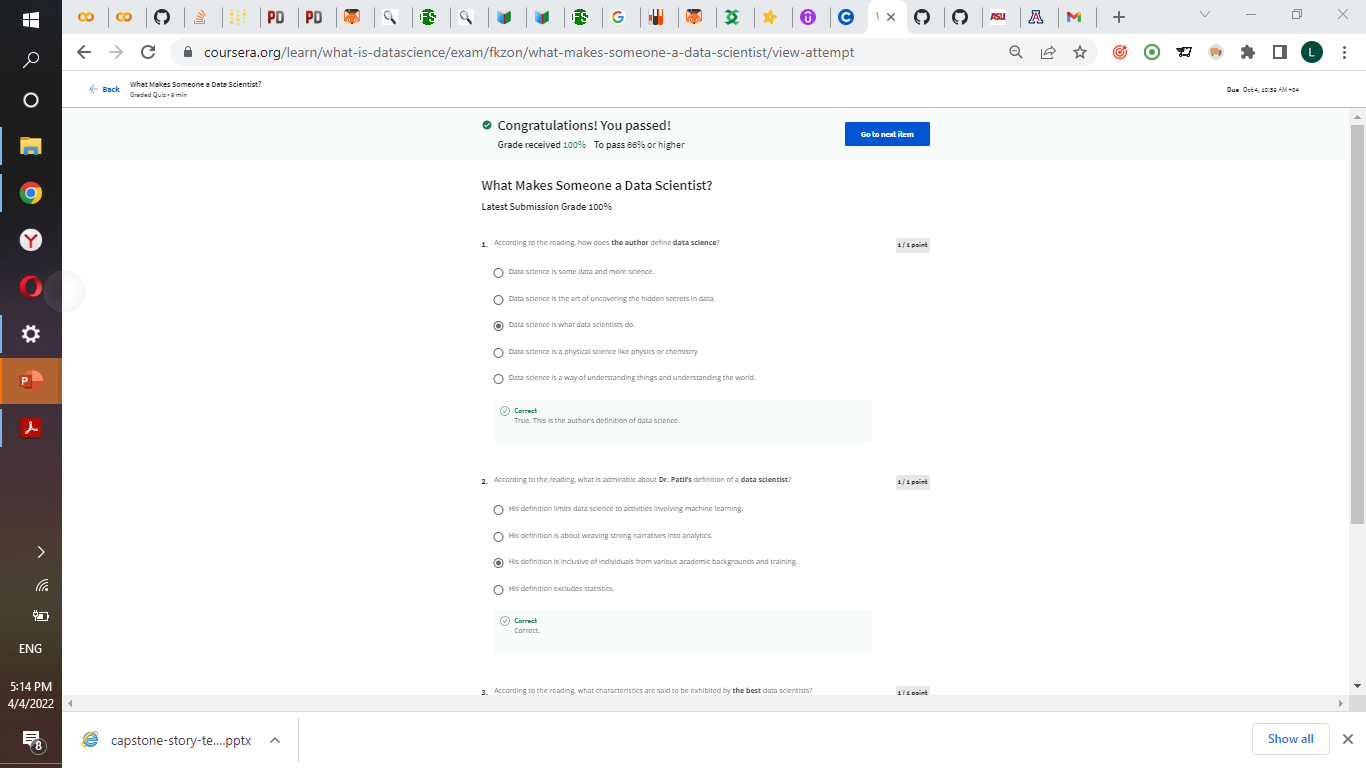 coursera.org/learn/what-is-datascience/exam/fkzon/what-makes-someone-a-data-scientist/view-attempt
L
Back
What Makes Someone a Data Scientist?
Graded Quiz • 9 min
Due Oct 4, 10:59 AM +04
Congratulations! You passed!
Grade received 100% To pass 66% or higher
Go to next item
What Makes Someone a Data Scientist?
Latest Submission Grade 100%
1. According to the reading, how does the author define data science?
1 / 1 point
Data science is some data and more science.
Data science is the art of uncovering the hidden secrets in data.
Data science is what data scientists do.
Data science is a physical science like physics or chemistry
Data science is a way of understanding things and understanding the world.
Correct
True. This is the author's definition of data science.
2. According to the reading, what is admirable about Dr. Patil's definition of a data scientist?
1 / 1 point
His definition limits data science to activities involving machine learning.
His definition is about weaving strong narratives into analytics.
His definition is inclusive of individuals from various academic backgrounds and training.
His definition excludes statistics.
Correct
Correct.
3. According to the reading, what characteristics are said to be exhibited by the best data scientists?
1 / 1 point
ENG
5:14 PM
4/4/2022
8
capstone-story-te....pptx
Show all